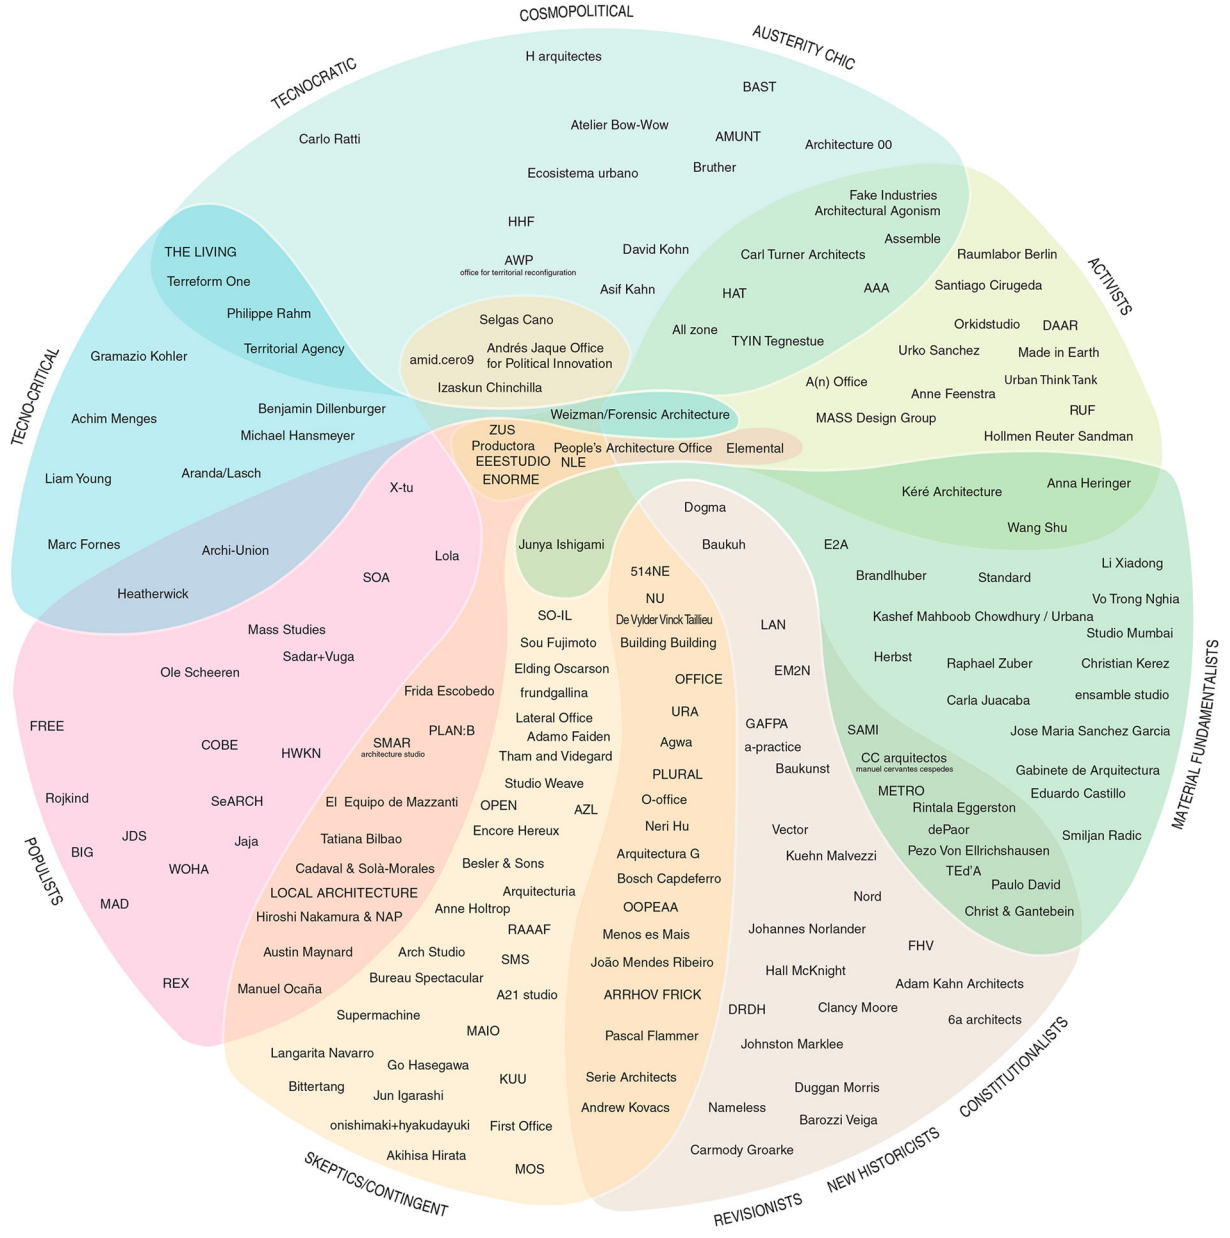 COSMOPOLITICAL
AUSTERITY CHIC
TECNOCRATIC
H arquitectes
BAST
Carlo Ratti
Atelier Bow-Wow
AMUNT
Architecture 00
Ecosistema urbano
Bruther
Fake Industries
Architectural Agonism
HHF
Assemble
THE LIVING
AWP
office for territorial reconfiguration
David Kohn
Carl Turner Architects
Raumlabor Berlin
ACTIVISTS
Terreform One
Asif Kahn
HAT
AAA
Santiago Cirugeda
Philippe Rahm
Selgas Cano
All zone
TYIN Tegnestue
Orkidstudio
DAAR
Territorial Agency
Gramazio Kohler
amid.cero9
Andrés Jaque Office
for Political Innovation
Urko Sanchez
Made in Earth
TECNO-CRITICAL
Izaskun Chinchilla
A(n) Office
Anne Feenstra
Urban Think Tank
Achim Menges
Benjamin Dillenburger
Weizman/Forensic Architecture
MASS Design Group
RUF
Michael Hansmeyer
ZUS
Productora
People's Architecture Office
Elemental
Hollmen Reuter Sandman
EEESTUDIO
NLE
ENORME
Liam Young
Aranda/Lasch
X-tu
Kéré Architecture
Anna Heringer
Dogma
Wang Shu
Marc Fornes
Archi-Union
Lola
Junya Ishigami
Baukuh
E2A
Heatherwick
SOA
514NE
Brandlhuber
Standard
Li Xiadong
NU
Vo Trong Nghia
SO-IL
De Vylder Vinck Taillieu
LAN
Kashef Mahboob Chowdhury / Urbana
Mass Studies
Sou Fujimoto
Building Building
Studio Mumbai
Sadar+Vuga
Ole Scheeren
Elding Oscarson
OFFICE
EM2N
Herbst
Raphael Zuber
Christian Kerez
Frida Escobedo
frundgallina
Carla Juacaba
ensamble studio
FREE
PLAN:B
Lateral Office
URA
GAFPA
SAMI
Jose Maria Sanchez Garcia
MATERIAL FUNDAMENTALISTS
COBE
HWKN
SMAR
architecture studio
Adamo Faiden
Agwa
a-practice
CC arquitectos
manuel cervantes cespedes
Tham and Videgard
Baukunst
Gabinete de Arquitectura
Rojkind
SeARCH
Studio Weave
PLURAL
METRO
Eduardo Castillo
El Equipo de Mazzanti
OPEN
AZL
O-office
Rintala Eggerston
JDS
Jaja
Tatiana Bilbao
Encore Hereux
Neri Hu
Vector
dePaor
Smiljan Radic
BIG
WOHA
Cadaval & Solà-Morales
Besler & Sons
Arquitectura G
Kuehn Malvezzi
Pezo Von Ellrichshausen
POPULISTS
LOCAL ARCHITECTURE
Arquitecturia
Bosch Capdeferro
TEd'A
Paulo David
MAD
Hiroshi Nakamura & NAP
Anne Holtrop
OOPEAA
Nord
Christ & Gantebein
RAAAF
Menos es Mais
Johannes Norlander
Austin Maynard
Arch Studio
SMS
João Mendes Ribeiro
FHV
REX
Manuel Ocaña
Bureau Spectacular
Hall McKnight
Adam Kahn Architects
A21 studio
ARRHOV FRICK
DRDH
Clancy Moore
6a architects
Supermachine
MAIO
Pascal Flammer
Johnston Marklee
Langarita Navarro
Go Hasegawa
KUU
Serie Architects
CONSTITUTIONALISTS
Bittertang
Jun Igarashi
Andrew Kovacs
Nameless
Duggan Morris
onishimaki+hyakudayuki
First Office
Barozzi Veiga
Akihisa Hirata
MOS
Carmody Groarke
SKEPTICS/CONTINGENT
REVISIONISTS
NEW HISTORICISTS